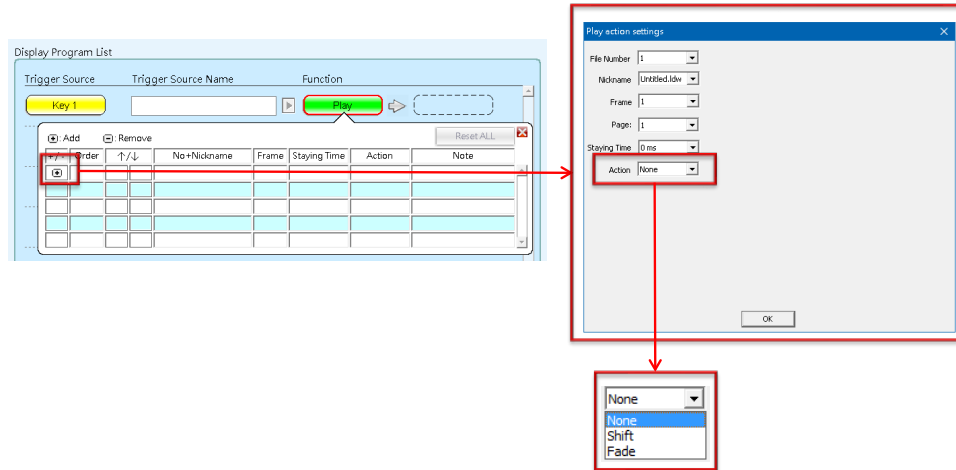 Display Program List
Trigger Source Trigger Source Name Function
Key 1 Play
+ : Add - : Remove Reset ALL
+/- Order ↑/↓ No+Nickname Frame Staying Time Action Note
Play action settings
File Number 1
Nickname Untitled.ldw
Frame 1
Page: 1
Staying Time 0 ms
Action None
OK
None
None
Shift
Fade